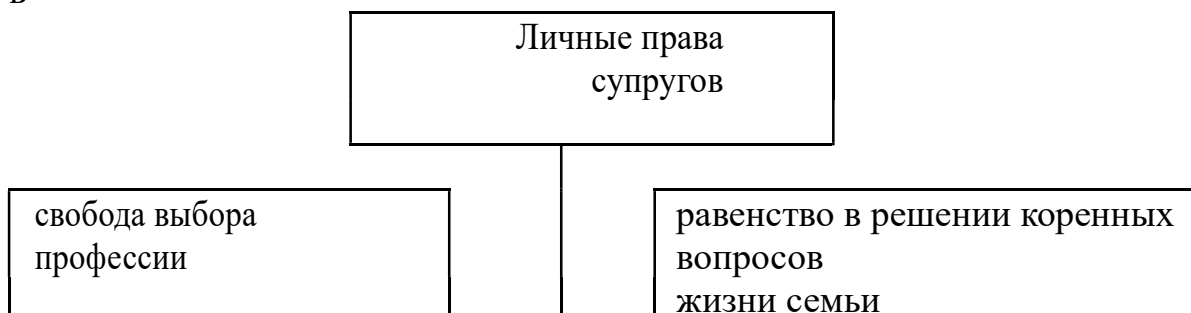 Личные права
супругов
свобода выбора
профессии
равенство в решении коренных
вопросов
жизни семьи